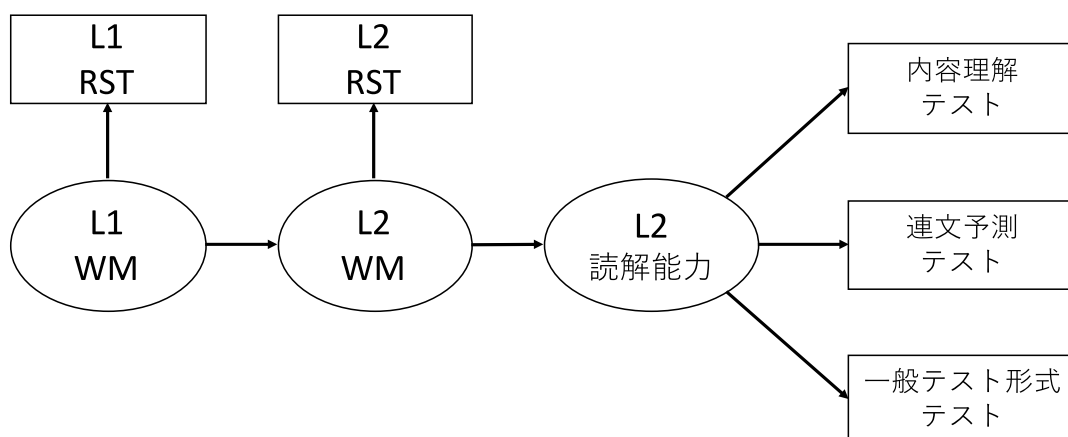 L1
RST
L2
RST
内容理解
テスト
L1
WM
L2
WM
L2
読解能力
連文予測
テスト
一般テスト形式
テスト